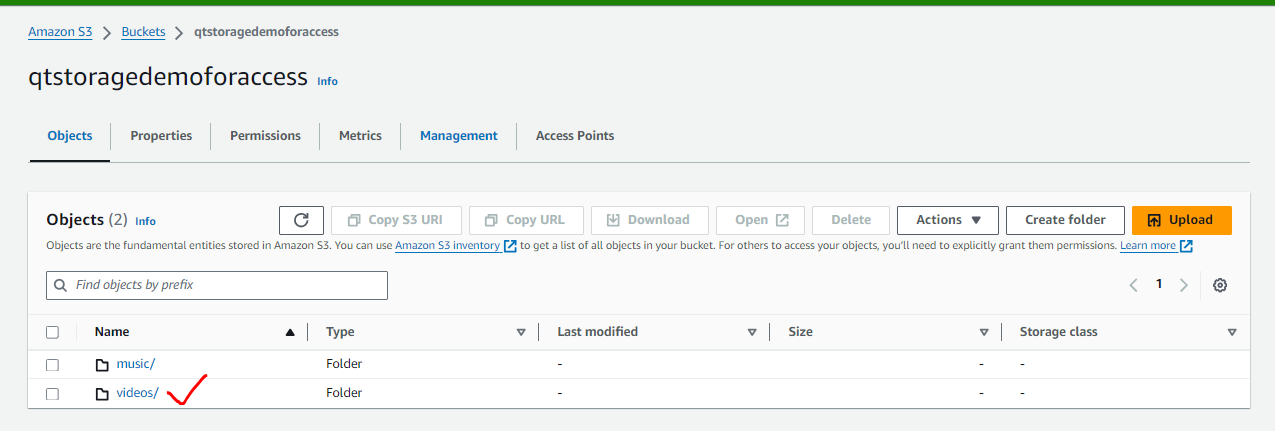 Amazon S3 > Buckets > qtstoragedemoforaccess
qtstoragedemoforaccess Info
Objects Properties Permissions Metrics Management Access Points
Objects (2) Info Copy S3 URI Copy URL Download Open Delete Actions Create folder Upload
Objects are the fundamental entities stored in Amazon S3. You can use Amazon S3 inventory to get a list of all objects in your bucket. For others to access your objects, you'll need to explicitly grant them permissions. Learn more
Find objects by prefix 1
Name Type Last modified Size Storage class
music/ Folder - - -
videos/ Folder - - -